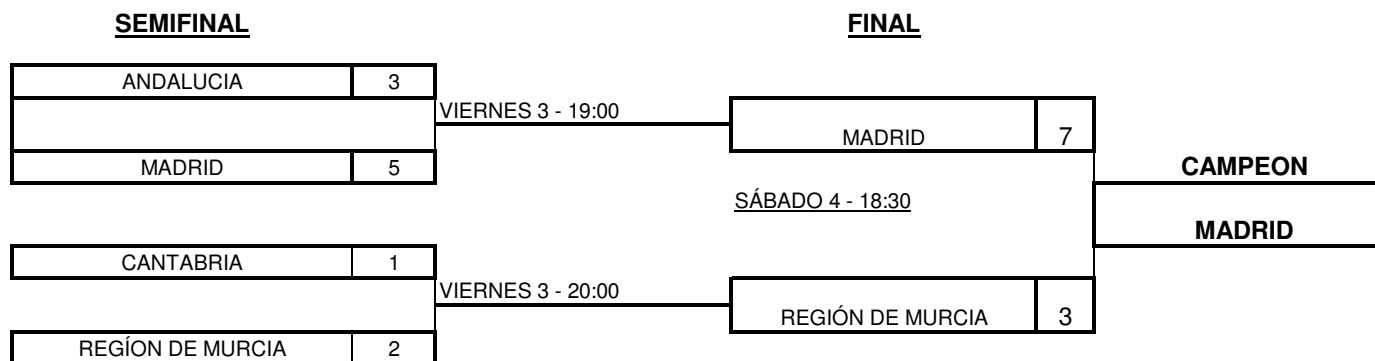 SEMIFINAL
FINAL
ANDALUCIA 3
VIERNES 3 - 19:00
MADRID 7
MADRID 5
CAMPEON
SÁBADO 4 - 18:30
MADRID
CANTABRIA 1
VIERNES 3 - 20:00
REGIÓN DE MURCIA 3
REGÍON DE MURCIA 2